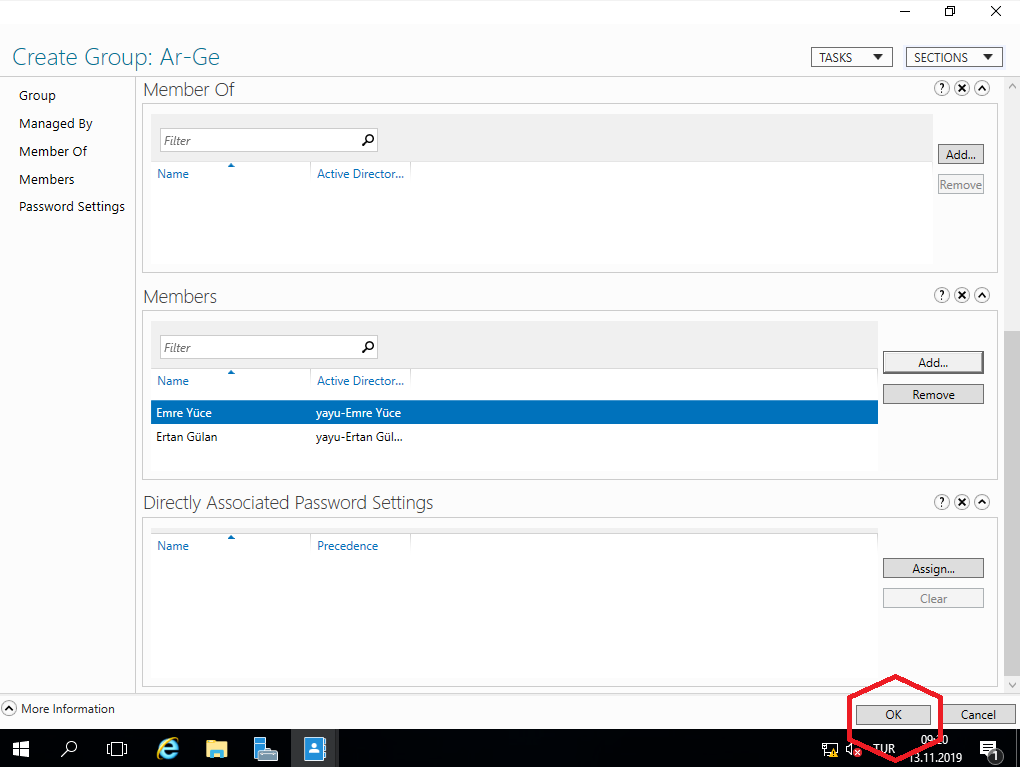 Create Group: Ar-Ge
TASKS
SECTIONS
Group
Managed By
Member Of
Members
Password Settings
Member Of
Filter
Name Active Director...
Add...
Remove
Members
Filter
Name Active Director...
Emre Yüce yayu-Emre Yüce
Ertan Gülan yayu-Ertan Gül...
Add...
Remove
Directly Associated Password Settings
Name Precedence
Assign...
Clear
More Information
OK
Cancel
TUR
13.11.2019
1